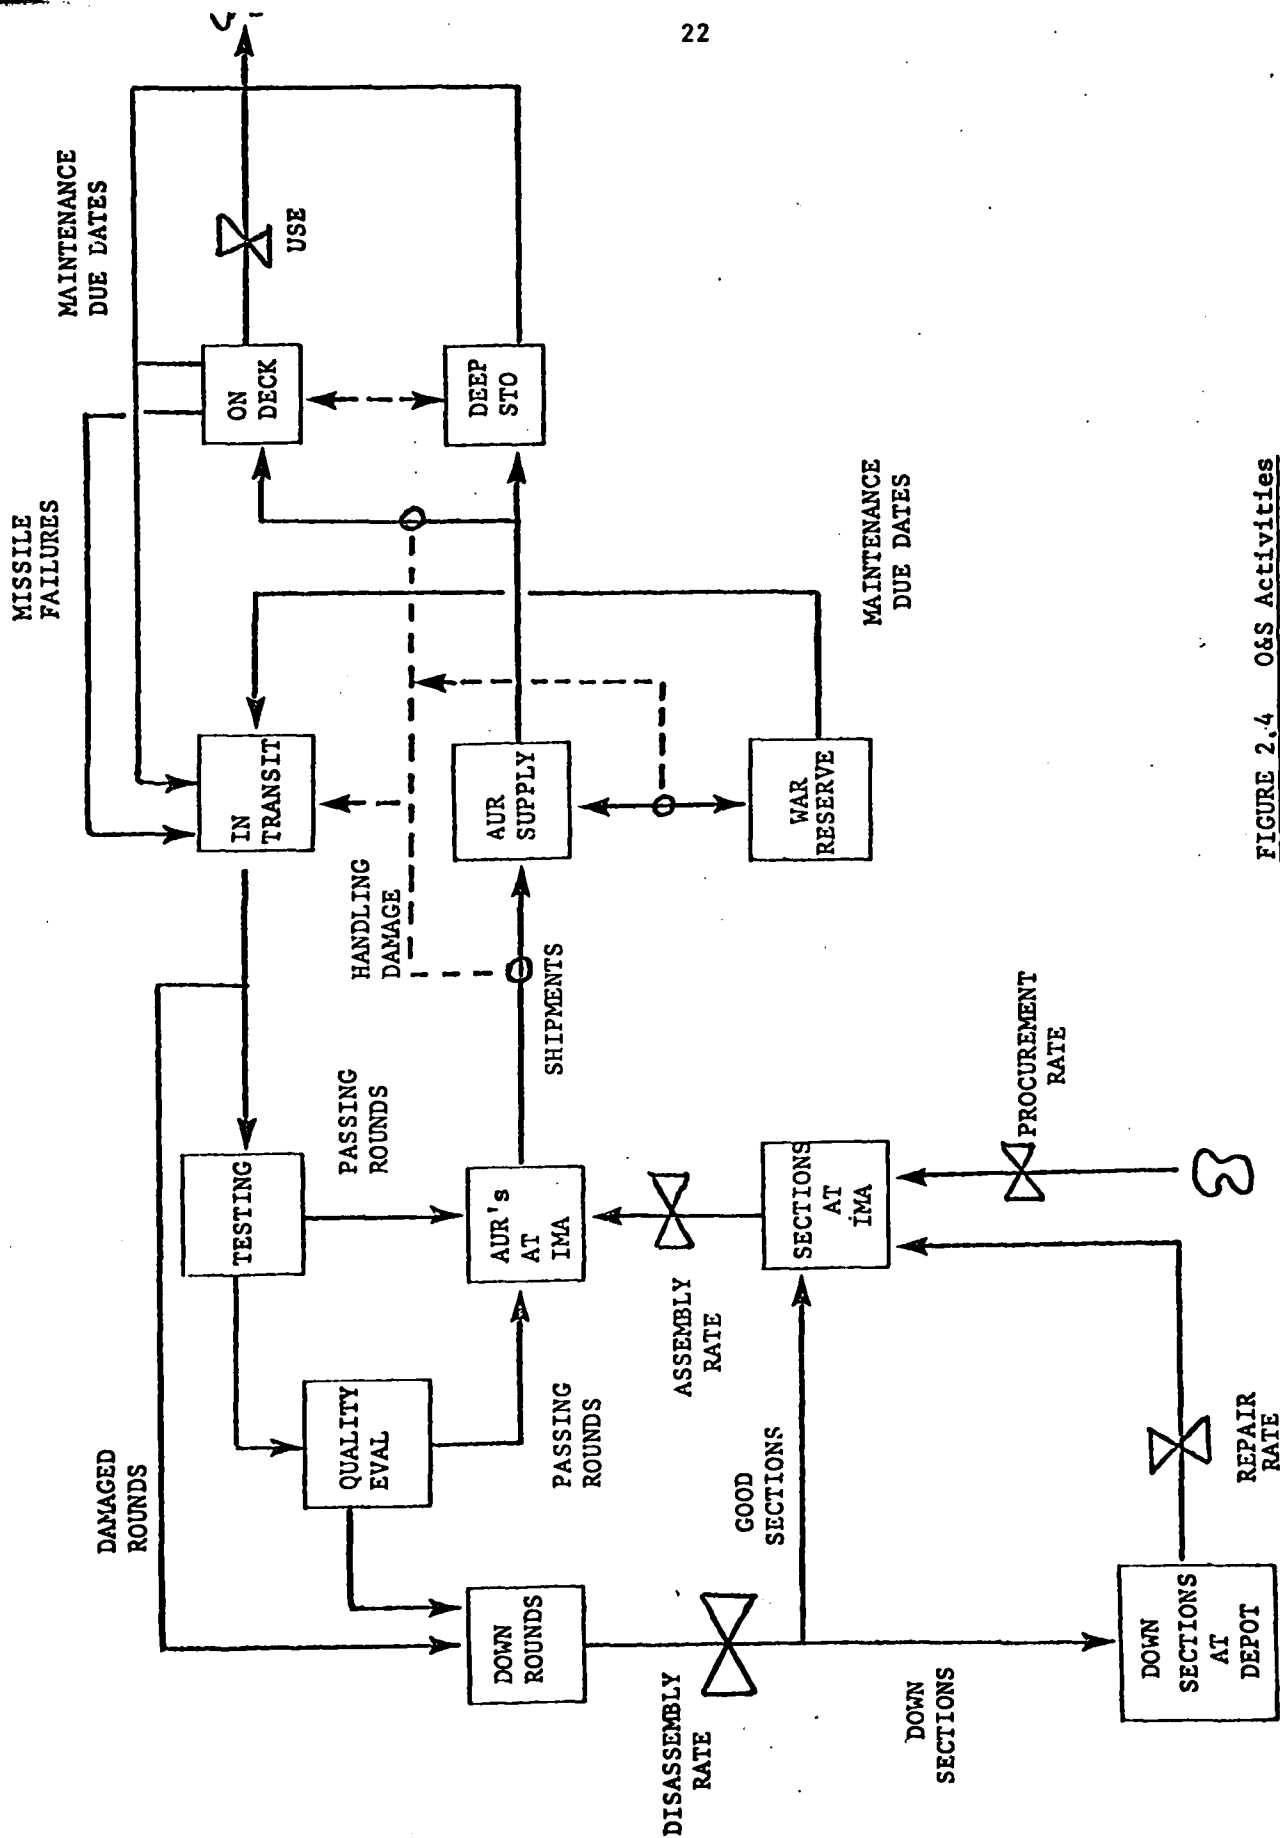 22
DAMAGED
ROUNDS
MISSILE
FAILURES
MAINTENANCE
DUE DATES
TESTING
IN
TRANSIT
ON
DECK
USE
QUALITY
EVAL
PASSING
ROUNDS
HANDLING
DAMAGE
DOWN
ROUNDS
PASSING
ROUNDS
AUR's
AT
IMA
SHIPMENTS
AUR
SUPPLY
DEEP
STO
DISASSEMBLY
RATE
GOOD
SECTIONS
ASSEMBLY
RATE
SECTIONS
AT
IMA
WAR
RESERVE
MAINTENANCE
DUE DATES
DOWN
SECTIONS
PROCUREMENT
RATE
DOWN
SECTIONS
AT
DEPOT
REPAIR
RATE
FIGURE 2.4 O&S Activities